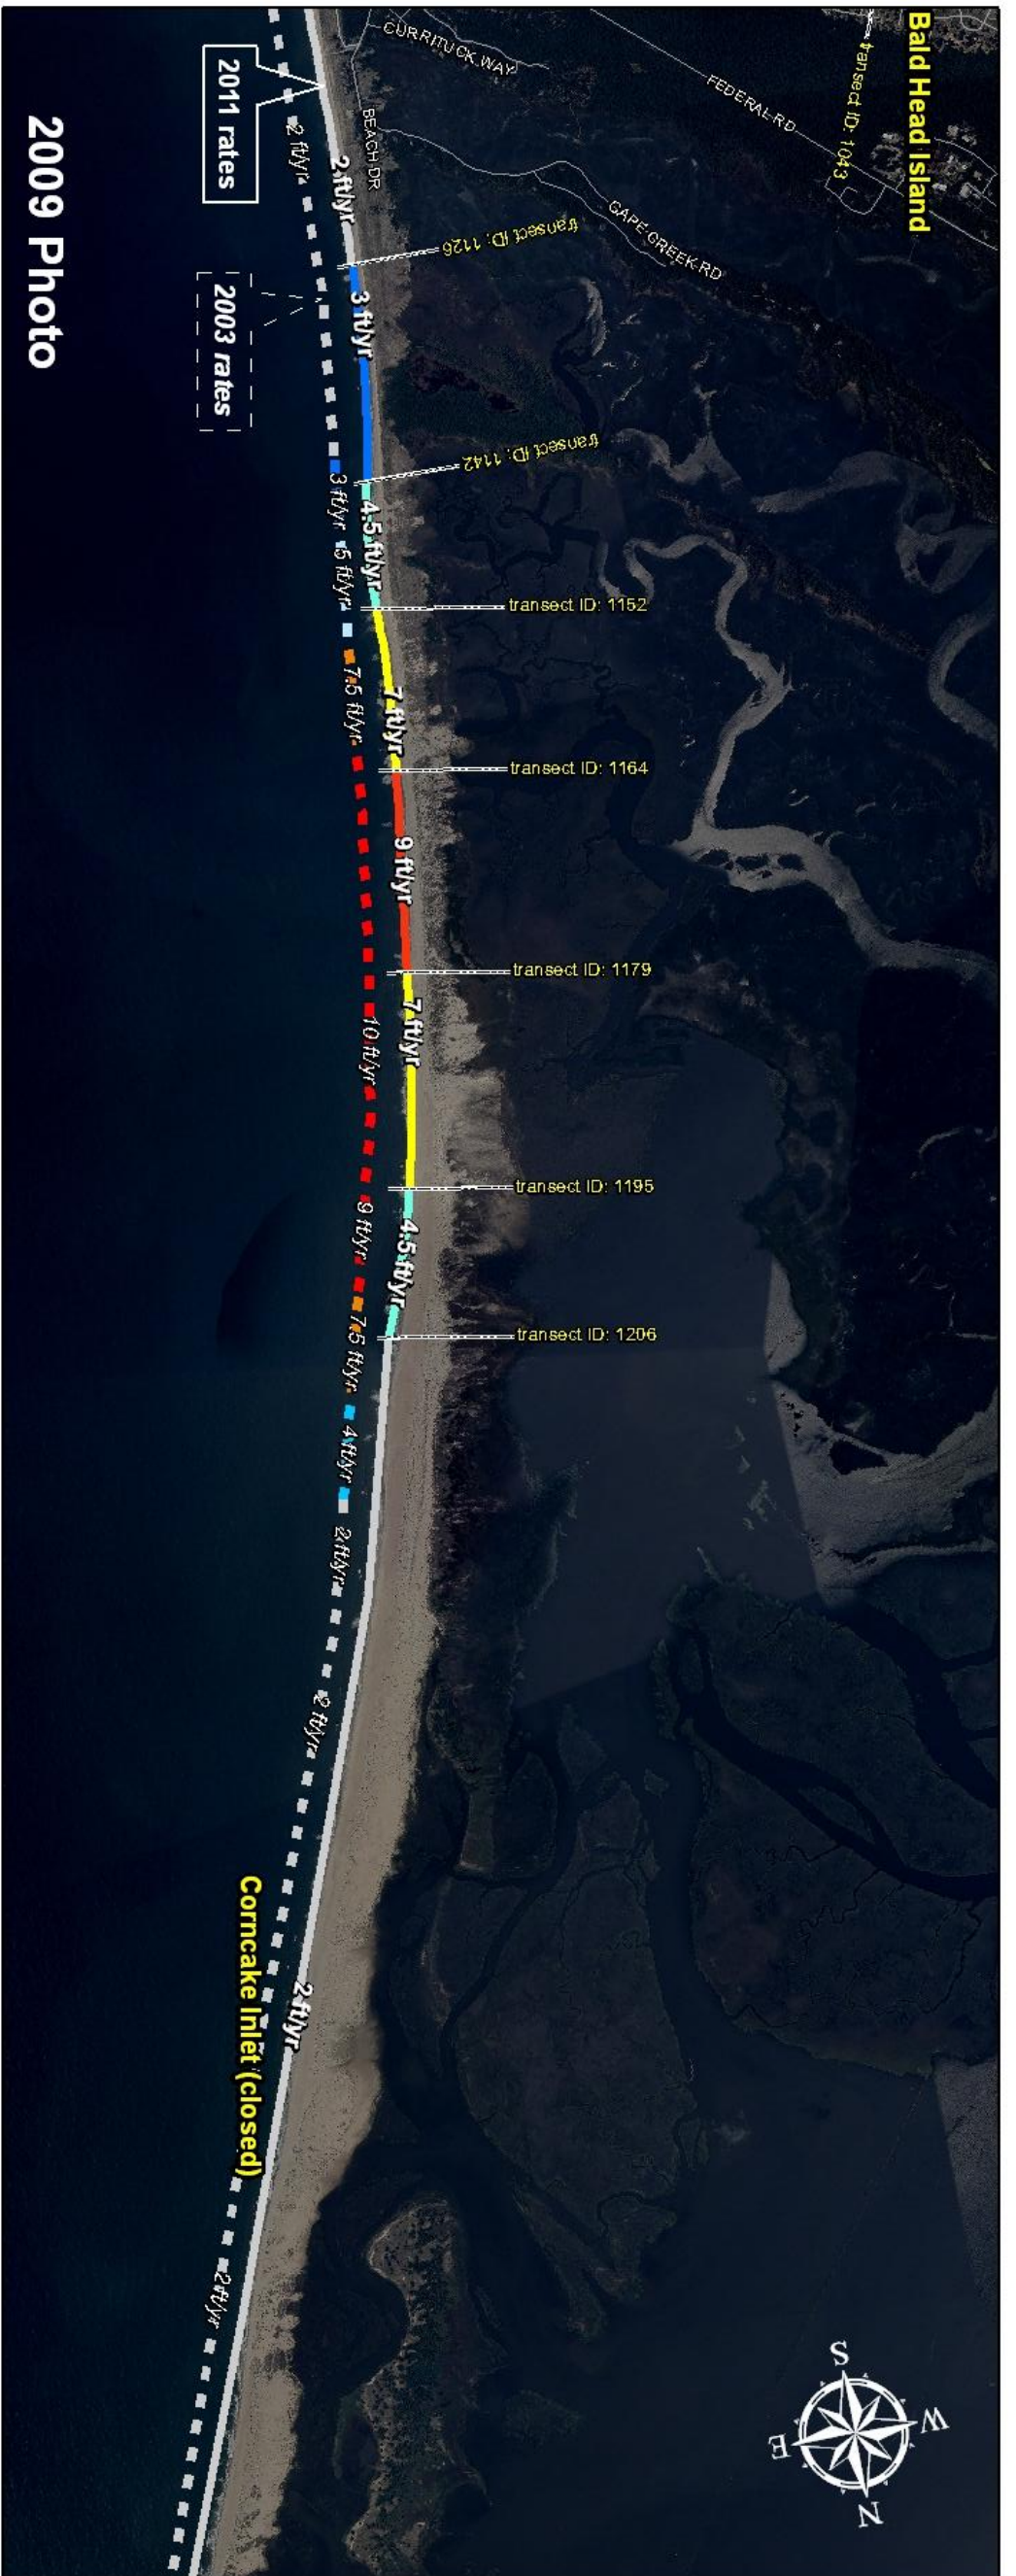 Bald Head Island
transect ID: 1043
FEDERAL RD
CURRITUCK WAY
CAPE CREEK RD
BEACH DR
2011 rates
2003 rates
2009 Photo
transect ID: 1126
transect ID: 1142
transect ID: 1152
transect ID: 1164
transect ID: 1179
transect ID: 1195
transect ID: 1206
2 ft/yr
3 ft/yr
4.5 ft/yr
7 ft/yr
9 ft/yr
7 ft/yr
4.5 ft/yr
2 ft/yr
2 ft/yr
3 ft/yr
5 ft/yr
7.5 ft/yr
10 ft/yr
9 ft/yr
7.5 ft/yr
4 ft/yr
2 ft/yr
2 ft/yr
2 ft/yr
Corncake Inlet (closed)
S
W
E
N